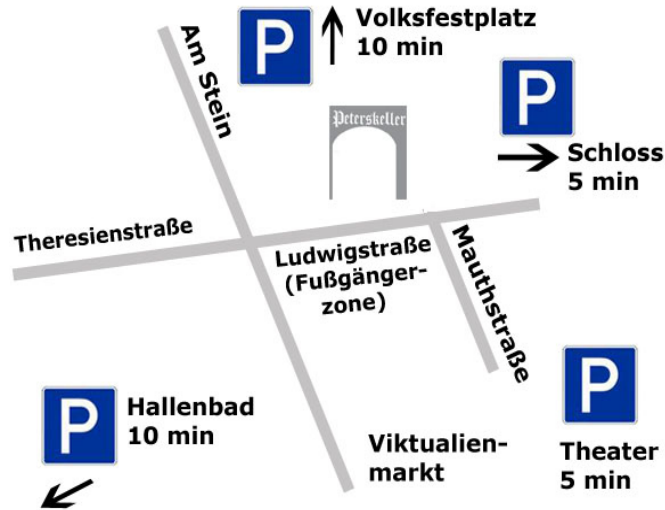 P
Volksfestplatz
10 min
Am Stein
P
Peterskeller
Schloss
5 min
Theresienstraße
Ludwigstraße
(Fußgänger-
zone)
Mauthstraße
P
Hallenbad
10 min
P
Viktualien-
markt
Theater
5 min